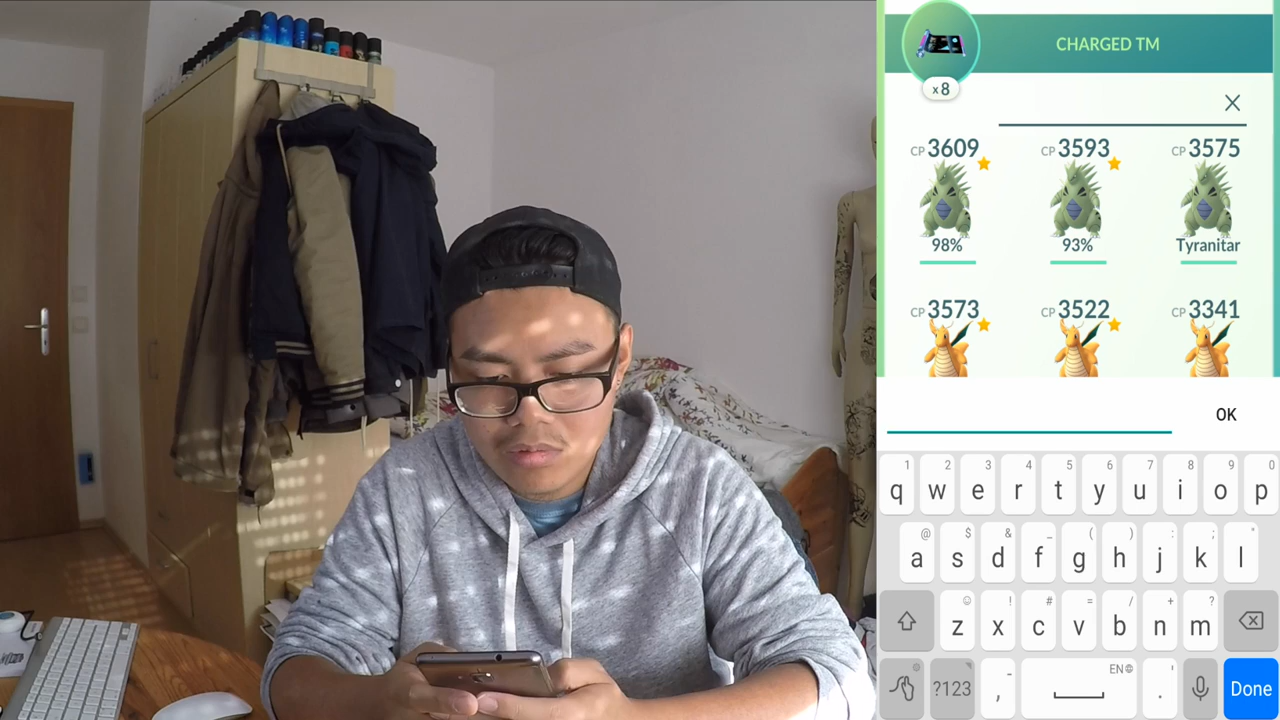 CHARGED TM
x8
CP 3609
CP 3593
CP 3575
98%
93%
Tyranitar
CP 3573
CP 3522
CP 3341
OK
1 2 3 4 5 6 7 8 9 0
q w e r t y u i o p
@ $ & _ ( ) : ; "
a s d f g h j k l
! # = / + ?
z x c v b n m
EN
?123 , . Done